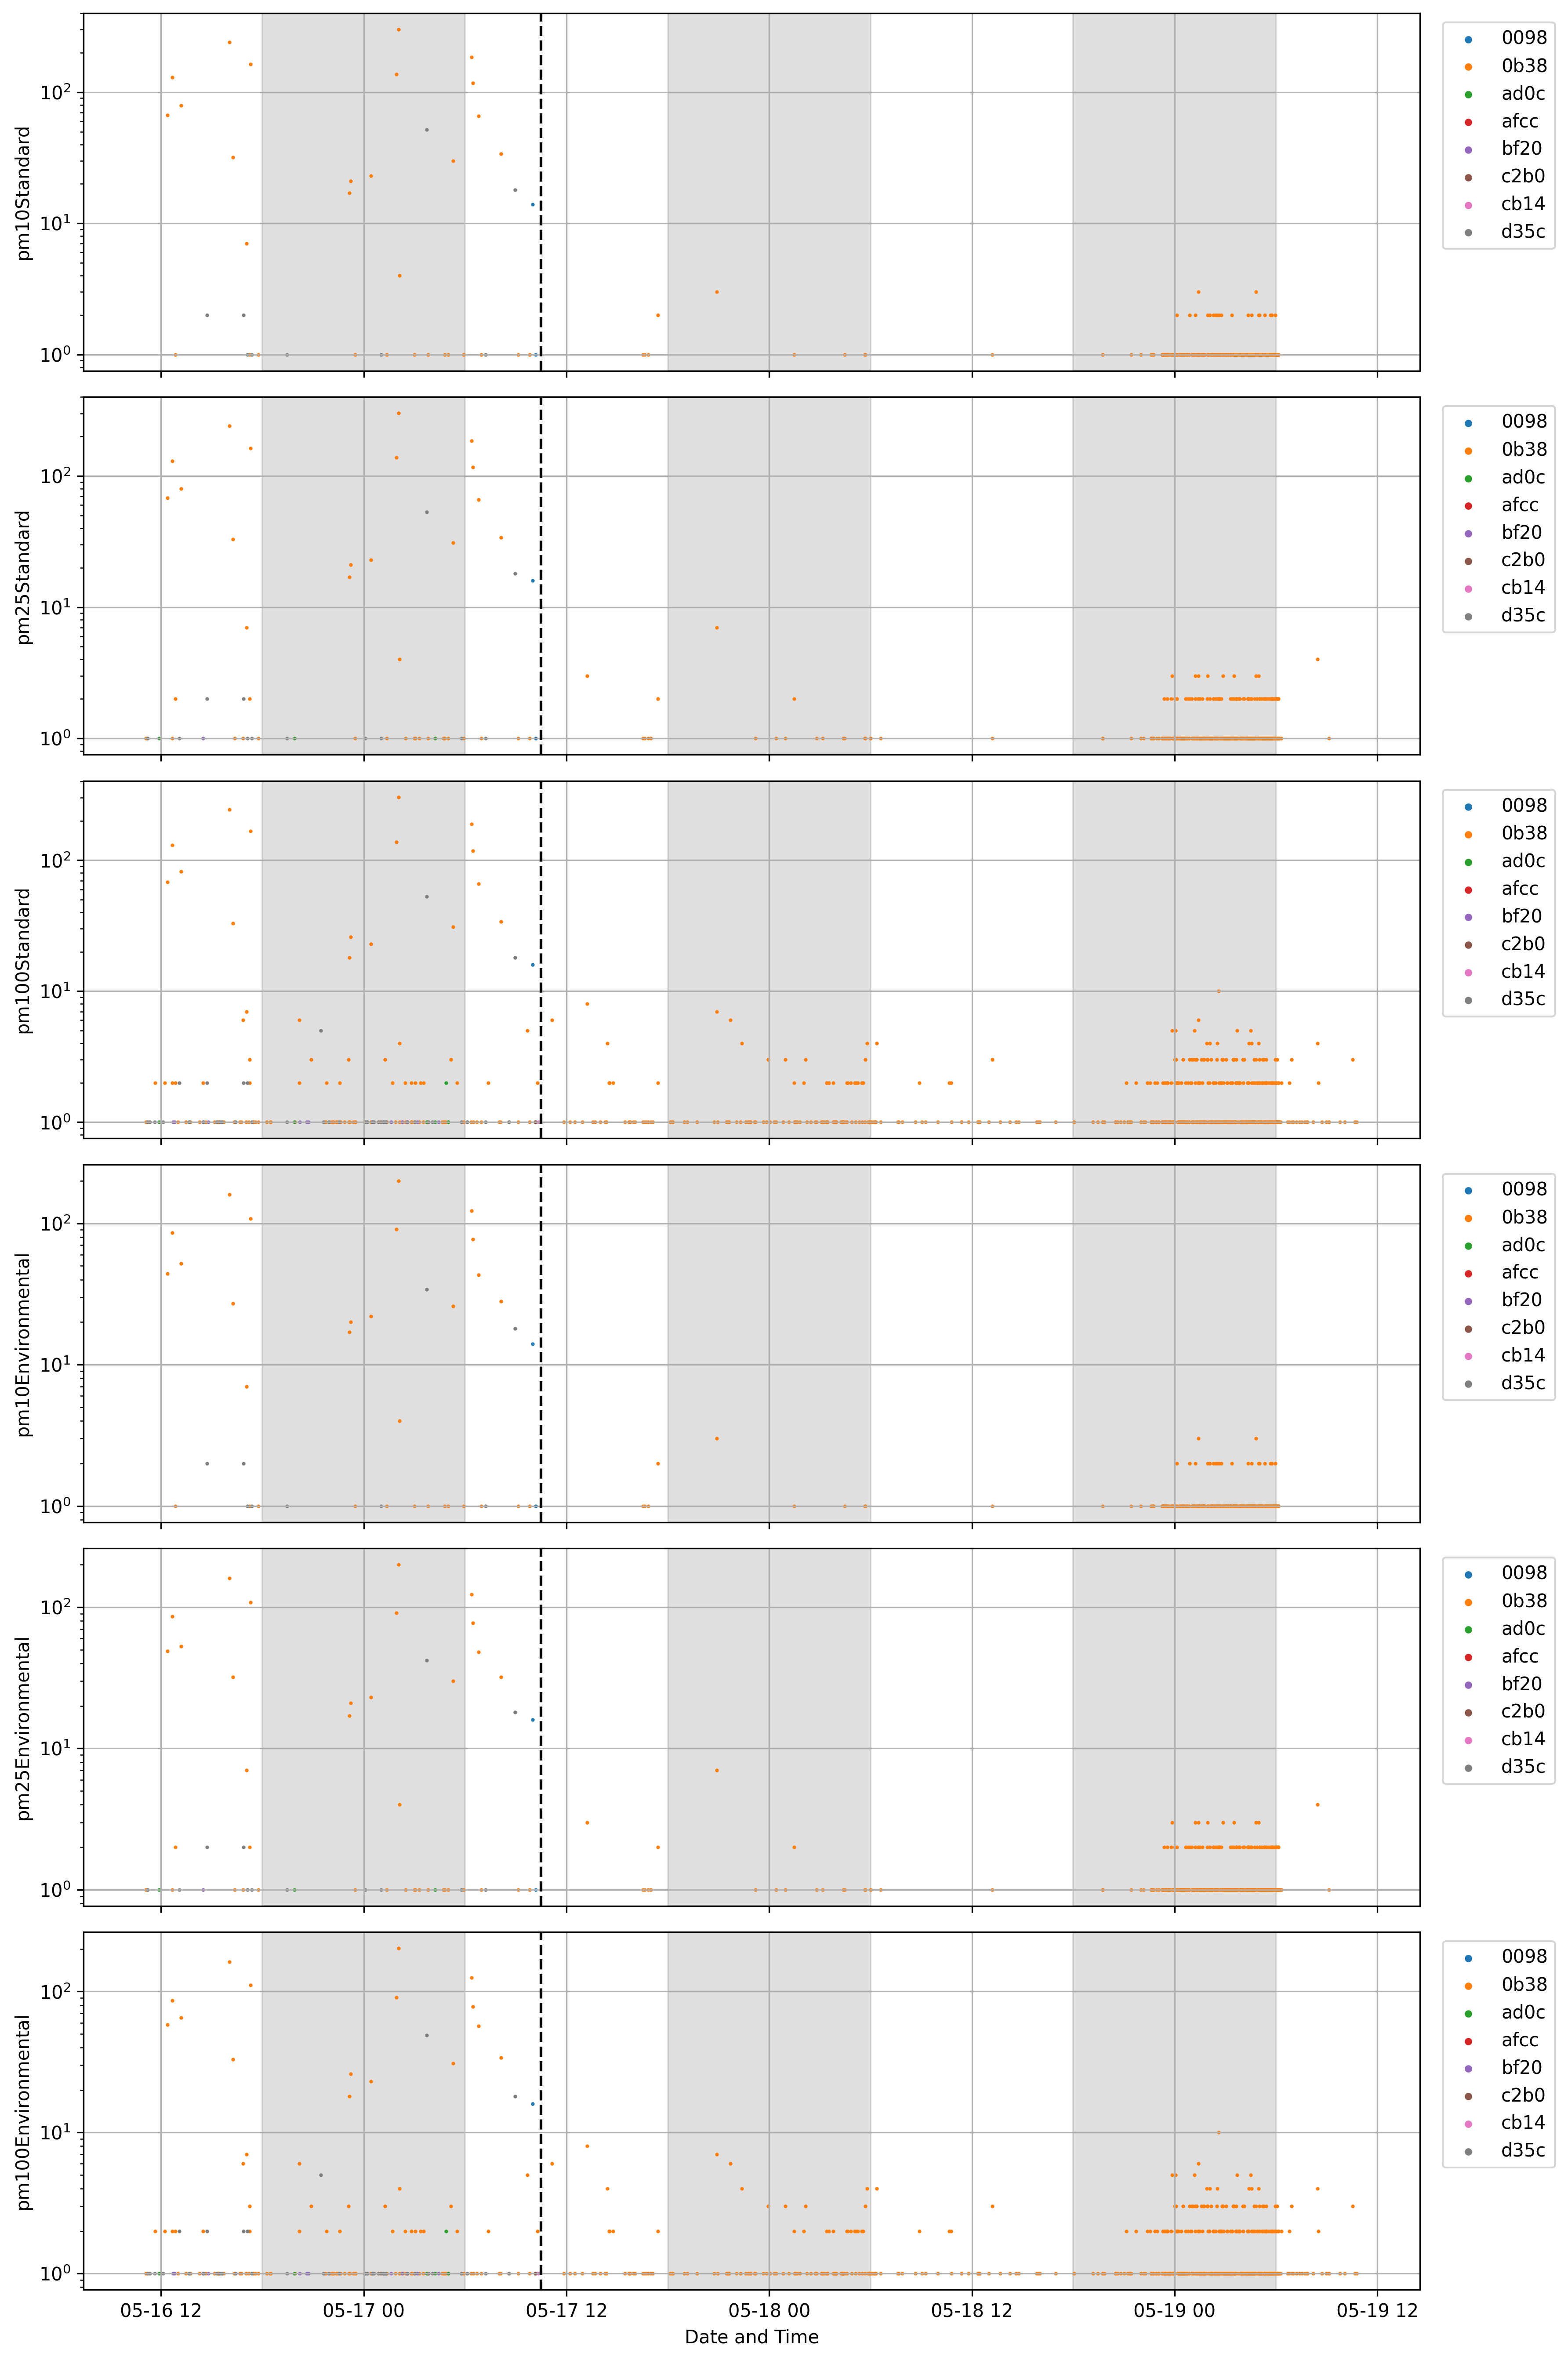 pm10Standard
10²
10¹
10⁰
0098
0b38
ad0c
afcc
bf20
c2b0
cb14
d35c
pm25Standard
10²
10¹
10⁰
0098
0b38
ad0c
afcc
bf20
c2b0
cb14
d35c
pm100Standard
10²
10¹
10⁰
0098
0b38
ad0c
afcc
bf20
c2b0
cb14
d35c
pm10Environmental
10²
10¹
10⁰
0098
0b38
ad0c
afcc
bf20
c2b0
cb14
d35c
pm25Environmental
10²
10¹
10⁰
0098
0b38
ad0c
afcc
bf20
c2b0
cb14
d35c
pm100Environmental
10²
10¹
10⁰
0098
0b38
ad0c
afcc
bf20
c2b0
cb14
d35c
05-16 12 05-17 00 05-17 12 05-18 00 05-18 12 05-19 00 05-19 12
Date and Time